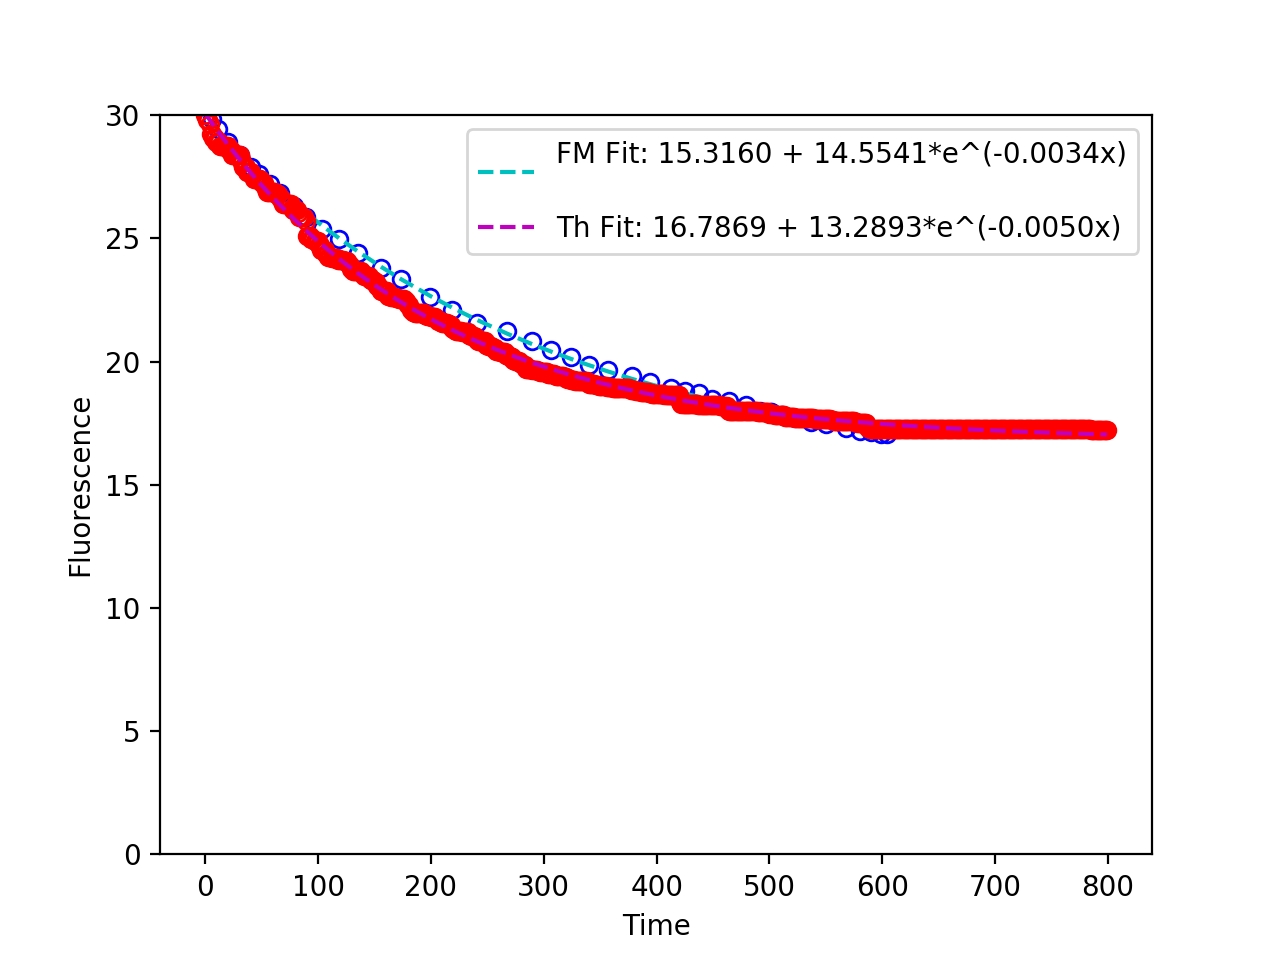 30
25
20
15
10
5
0
Fluorescence
FM Fit: 15.3160 + 14.5541*e^(-0.0034x)
Th Fit: 16.7869 + 13.2893*e^(-0.0050x)
0 100 200 300 400 500 600 700 800
Time